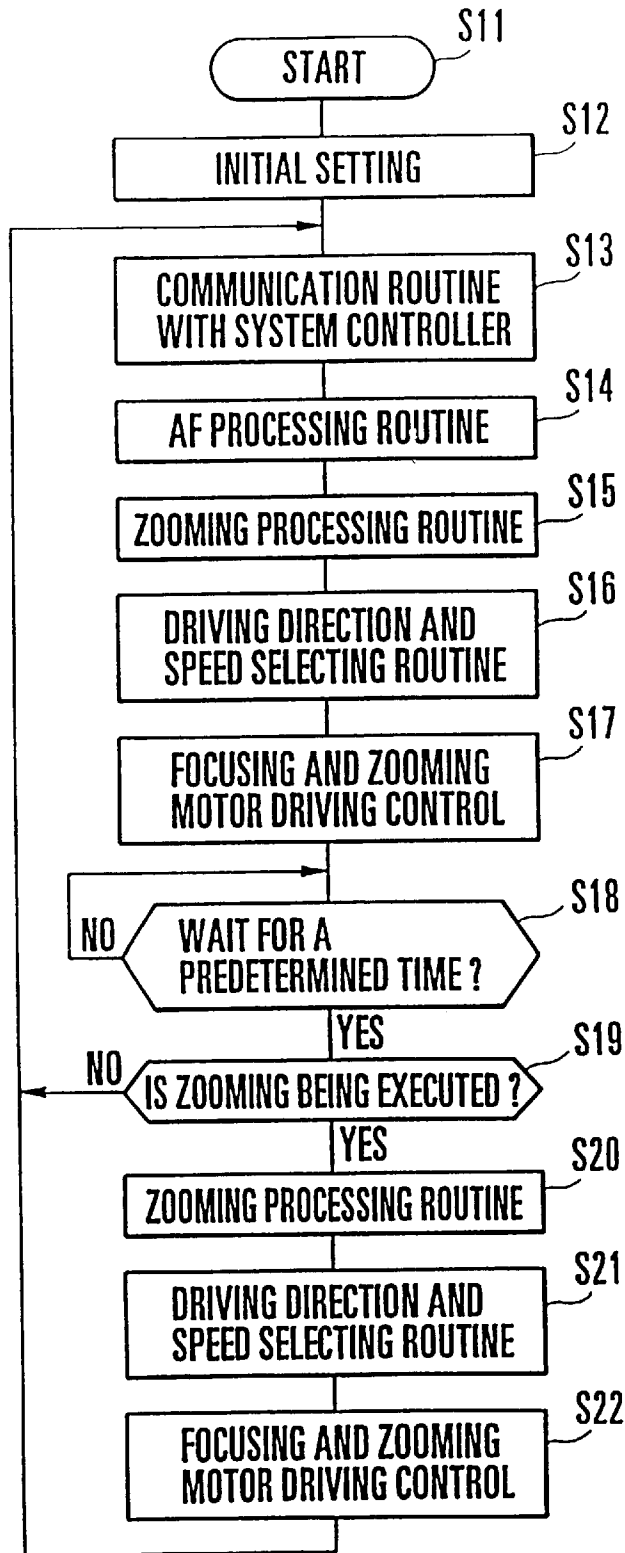 S11
START
S12
INITIAL SETTING
S13
COMMUNICATION ROUTINE
WITH SYSTEM CONTROLLER
S14
AF PROCESSING ROUTINE
S15
ZOOMING PROCESSING ROUTINE
S16
DRIVING DIRECTION AND
SPEED SELECTING ROUTINE
S17
FOCUSING AND ZOOMING
MOTOR DRIVING CONTROL
S18
NO
WAIT FOR A
PREDETERMINED TIME ?
YES
S19
NO
IS ZOOMING BEING EXECUTED ?
YES
S20
ZOOMING PROCESSING ROUTINE
S21
DRIVING DIRECTION AND
SPEED SELECTING ROUTINE
S22
FOCUSING AND ZOOMING
MOTOR DRIVING CONTROL